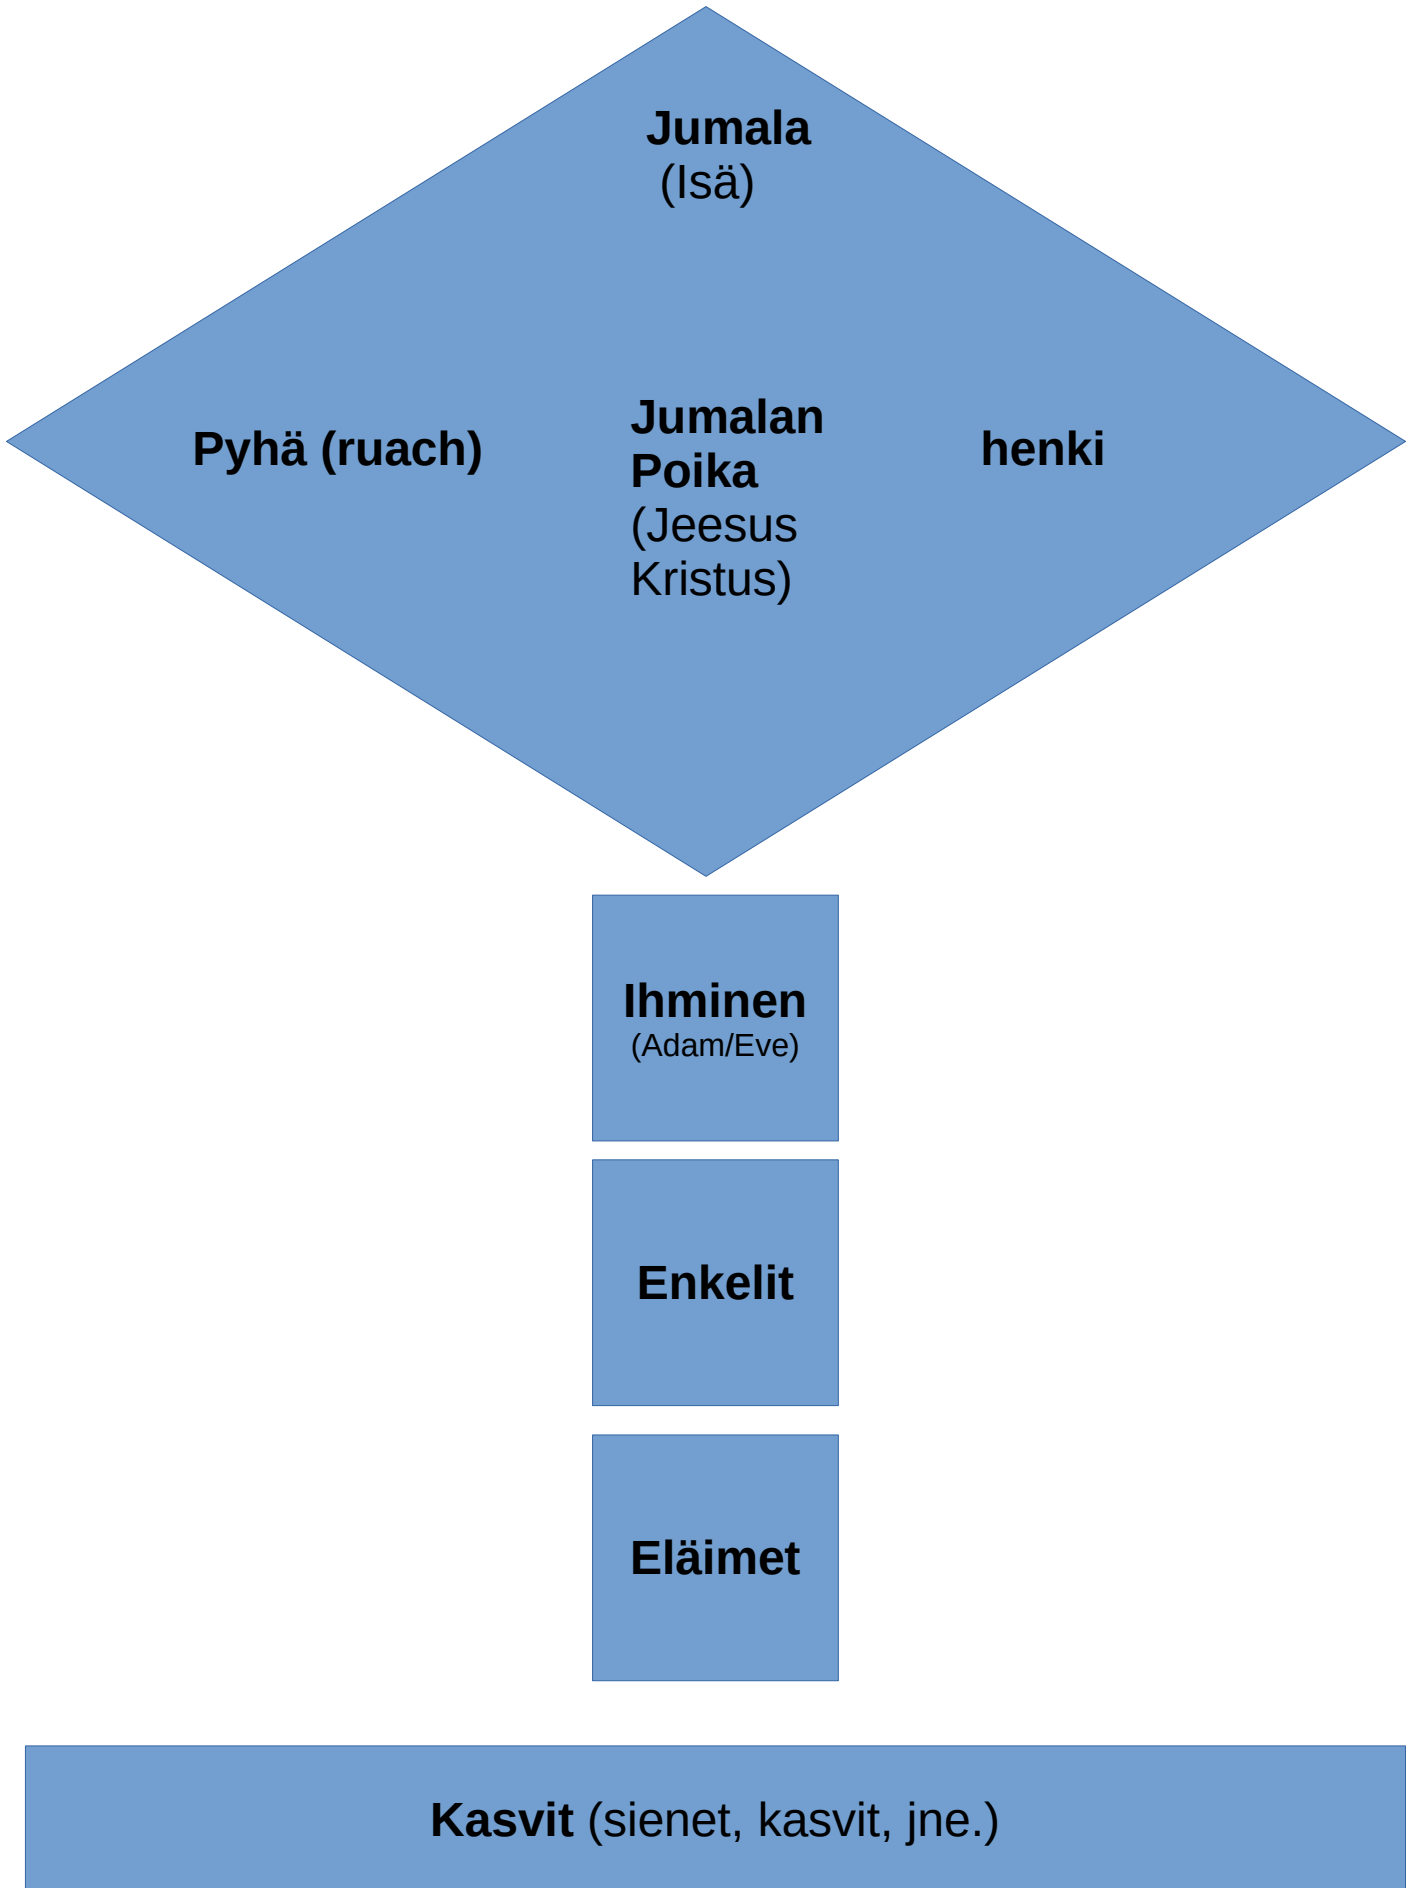 Jumala
(Isä)
Pyhä (ruach)
Jumalan
Poika
(Jeesus
Kristus)
henki
Ihminen
(Adam/Eve)
Enkelit
Eläimet
Kasvit (sienet, kasvit, jne.)